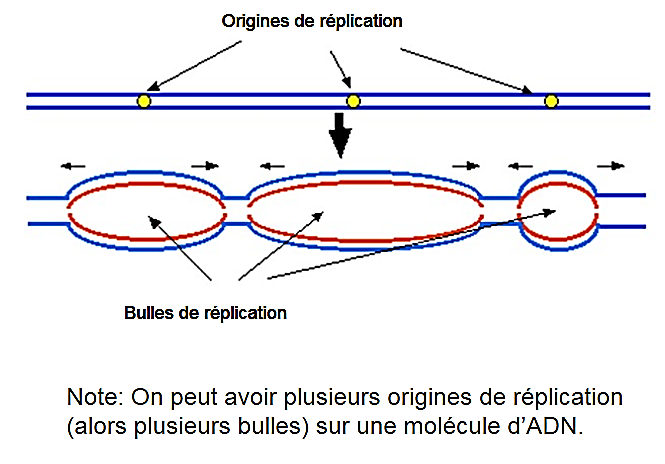 Origines de réplication
Bulles de réplication
Note: On peut avoir plusieurs origines de réplication
(alors plusieurs bulles) sur une molécule d'ADN.